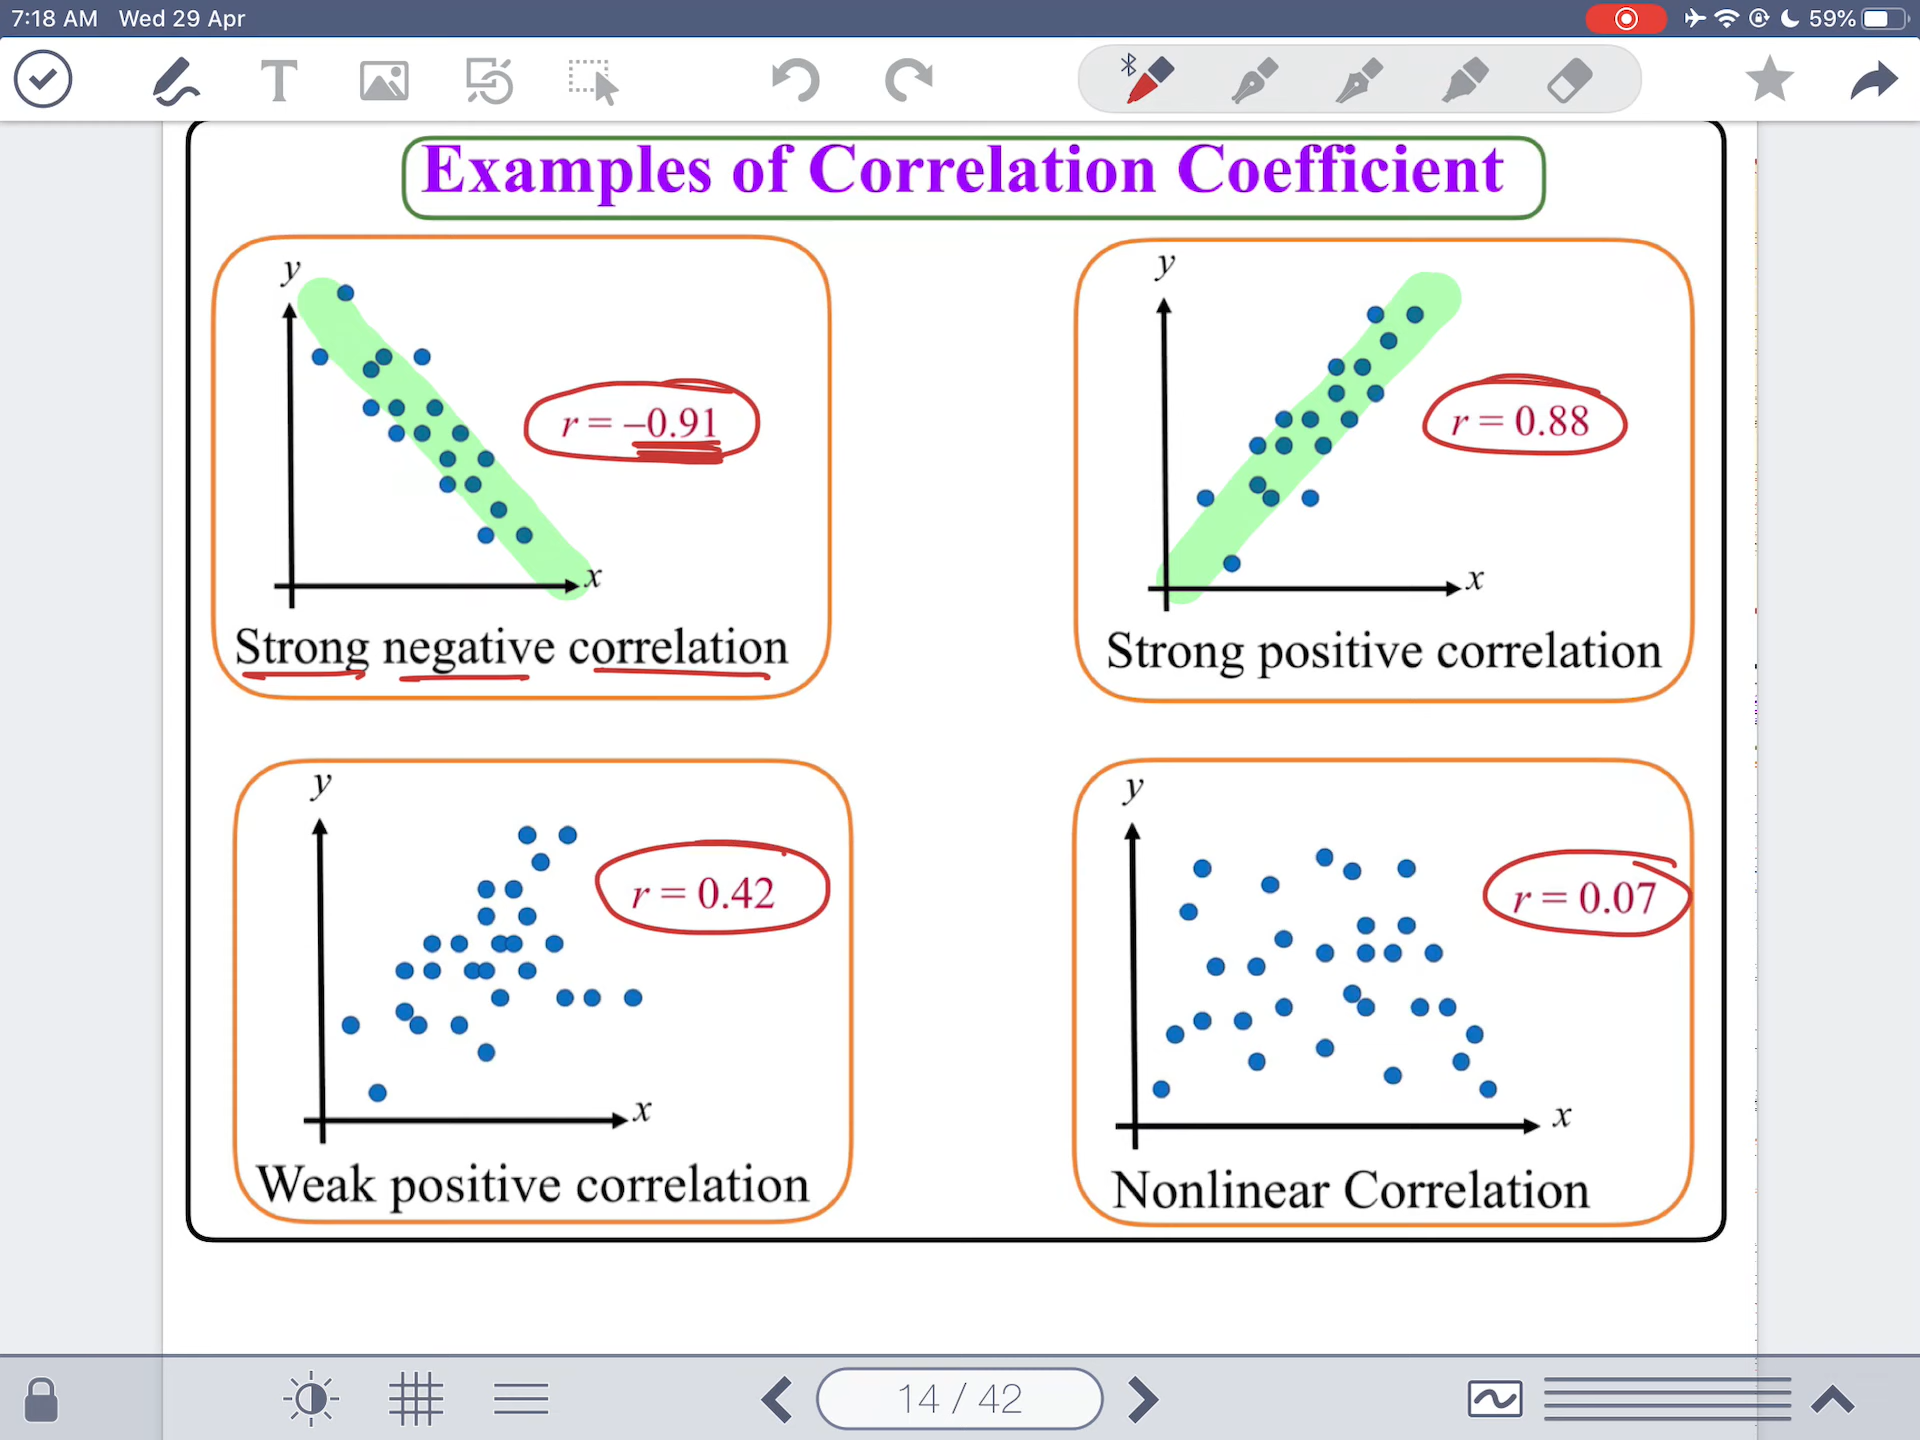 7:18 AM Wed 29 Apr
59%
T
Examples of Correlation Coefficient
y
r = −0.91
x
Strong negative correlation
y
r = 0.88
x
Strong positive correlation
y
r = 0.42
x
Weak positive correlation
y
r = 0.07
x
Nonlinear Correlation
14 / 42